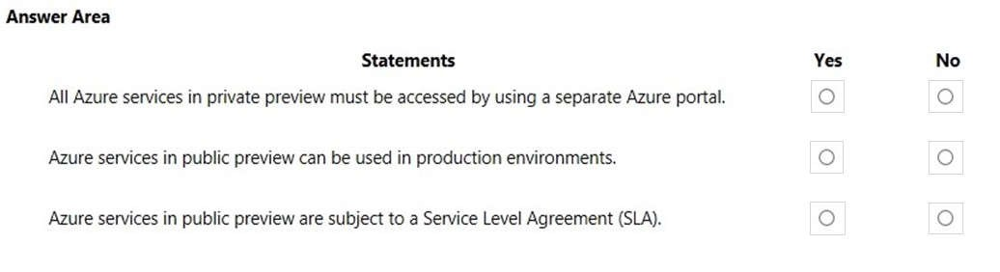 Answer Area
Statements Yes No
All Azure services in private preview must be accessed by using a separate Azure portal.
Azure services in public preview can be used in production environments.
Azure services in public preview are subject to a Service Level Agreement (SLA).